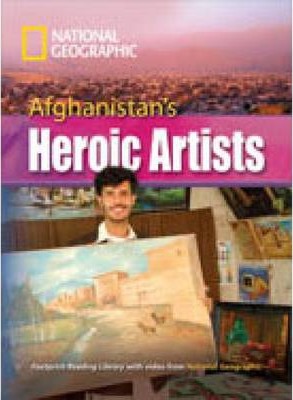 NATIONAL
GEOGRAPHIC
Afghanistan's
Heroic Artists
Footprint Reading Library with video from National Geographic